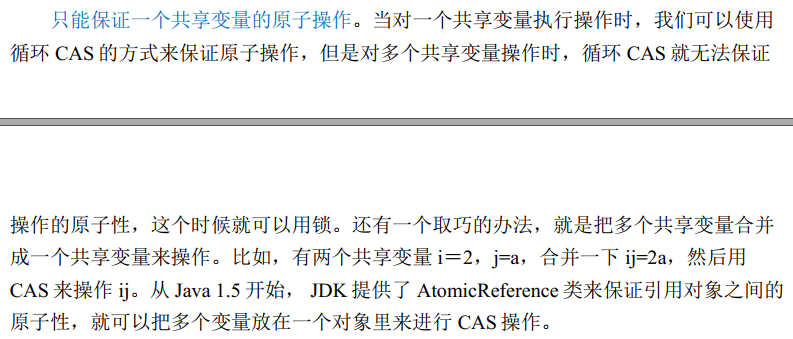 只能保证一个共享变量的原子操作。当对一个共享变量执行操作时，我们可以使用
循环 CAS 的方式来保证原子操作，但是对多个共享变量操作时，循环 CAS 就无法保证
操作的原子性，这个时候就可以用锁。还有一个取巧的办法，就是把多个共享变量合并
成一个共享变量来操作。比如，有两个共享变量 i＝2，j=a，合并一下 ij=2a，然后用
CAS 来操作 ij。从 Java 1.5 开始， JDK 提供了 AtomicReference 类来保证引用对象之间的
原子性，就可以把多个变量放在一个对象里来进行 CAS 操作。